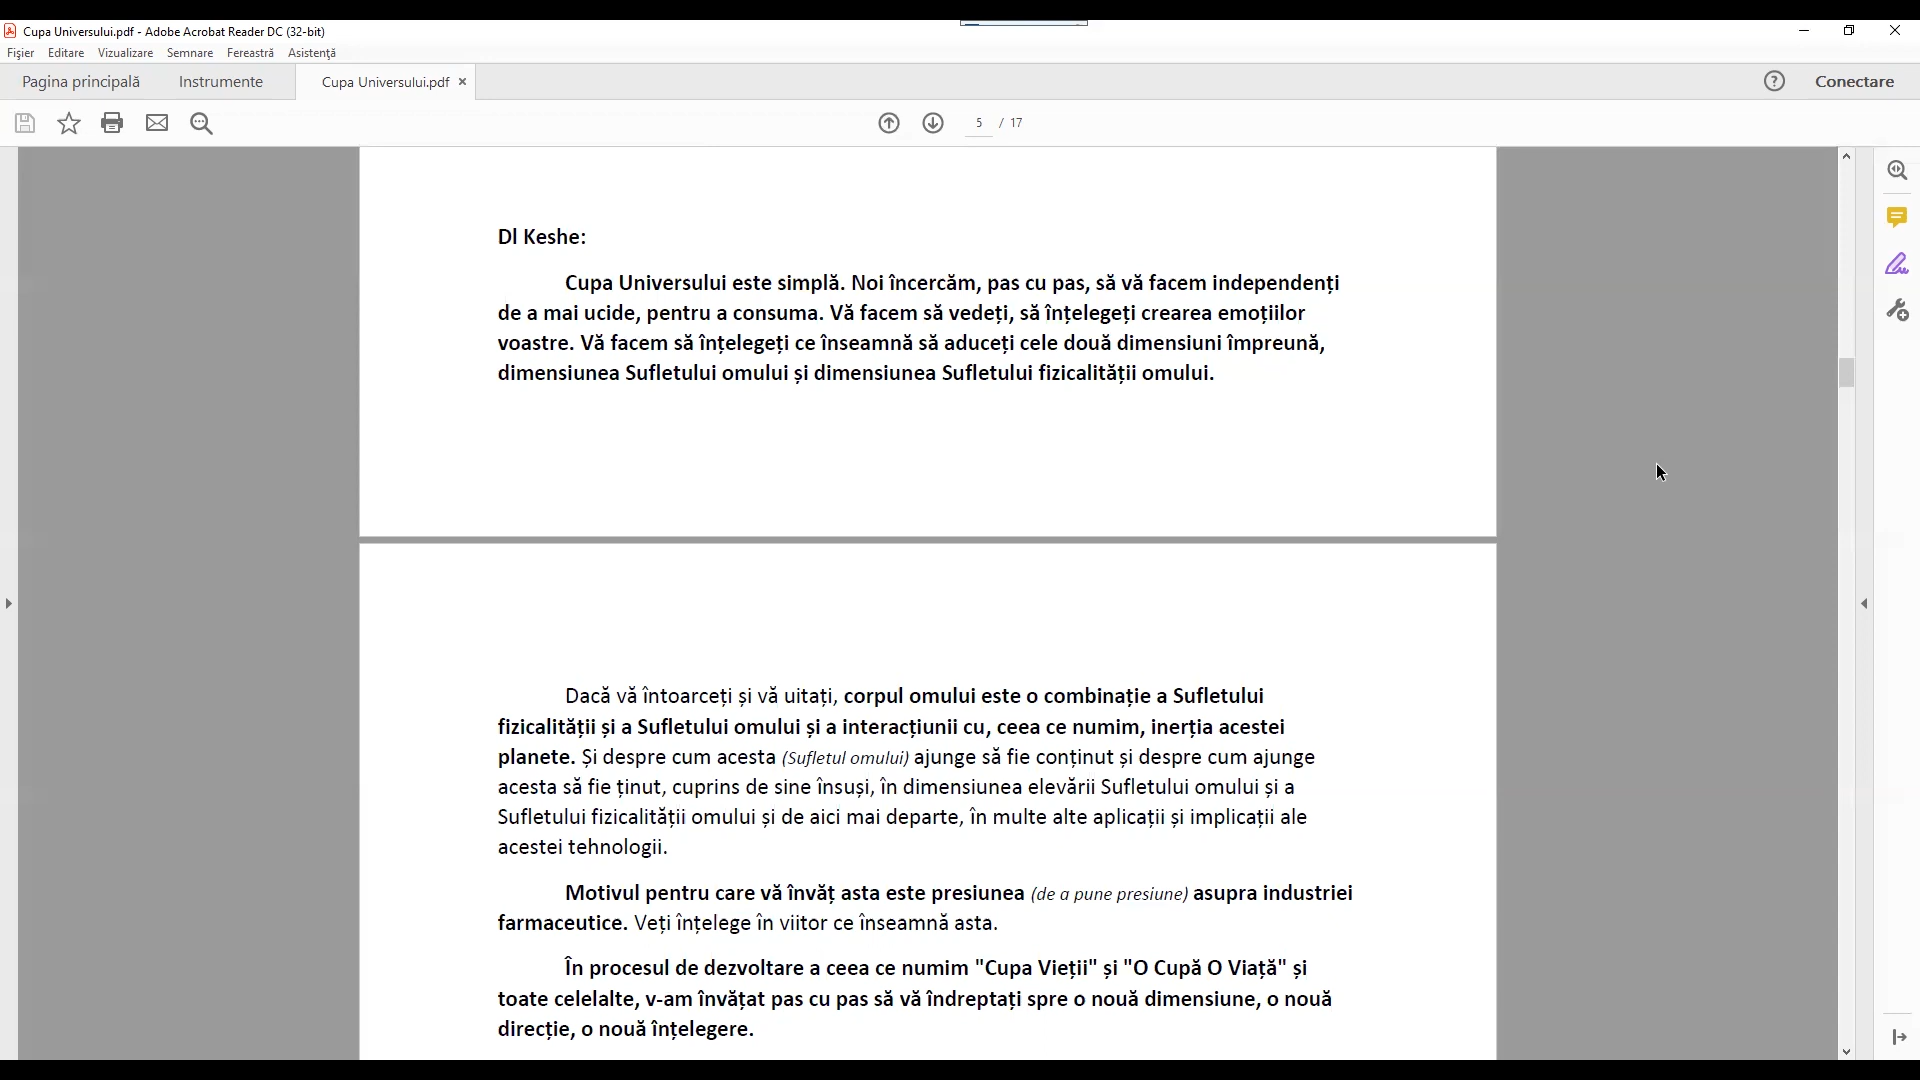 Cupa Universului.pdf - Adobe Acrobat Reader DC (32-bit)
Fișier Editare Vizualizare Semnare Fereastră Asistență
Pagina principală Instrumente Cupa Universului.pdf × Conectare
5 / 17
Dl Keshe:
Cupa Universului este simplă. Noi încercăm, pas cu pas, să vă facem independenți
de a mai ucide, pentru a consuma. Vă facem să vedeți, să înțelegeți crearea emoțiilor
voastre. Vă facem să înțelegeți ce înseamnă să aduceți cele două dimensiuni împreună,
dimensiunea Sufletului omului și dimensiunea Sufletului fizicalității omului.
Dacă vă întoarceți și vă uitați, corpul omului este o combinație a Sufletului
fizicalității și a Sufletului omului și a interacțiunii cu, ceea ce numim, inerția acestei
planete. Și despre cum acesta (Sufletul omului) ajunge să fie conținut și despre cum ajunge
acesta să fie ținut, cuprins de sine însuși, în dimensiunea elevării Sufletului omului și a
Sufletului fizicalității omului și de aici mai departe, în multe alte aplicații și implicații ale
acestei tehnologii.
Motivul pentru care vă învăț asta este presiunea (de a pune presiune) asupra industriei
farmaceutice. Veți înțelege în viitor ce înseamnă asta.
În procesul de dezvoltare a ceea ce numim "Cupa Vieții" și "O Cupă O Viață" și
toate celelalte, v-am învățat pas cu pas să vă îndreptați spre o nouă dimensiune, o nouă
direcție, o nouă înțelegere.